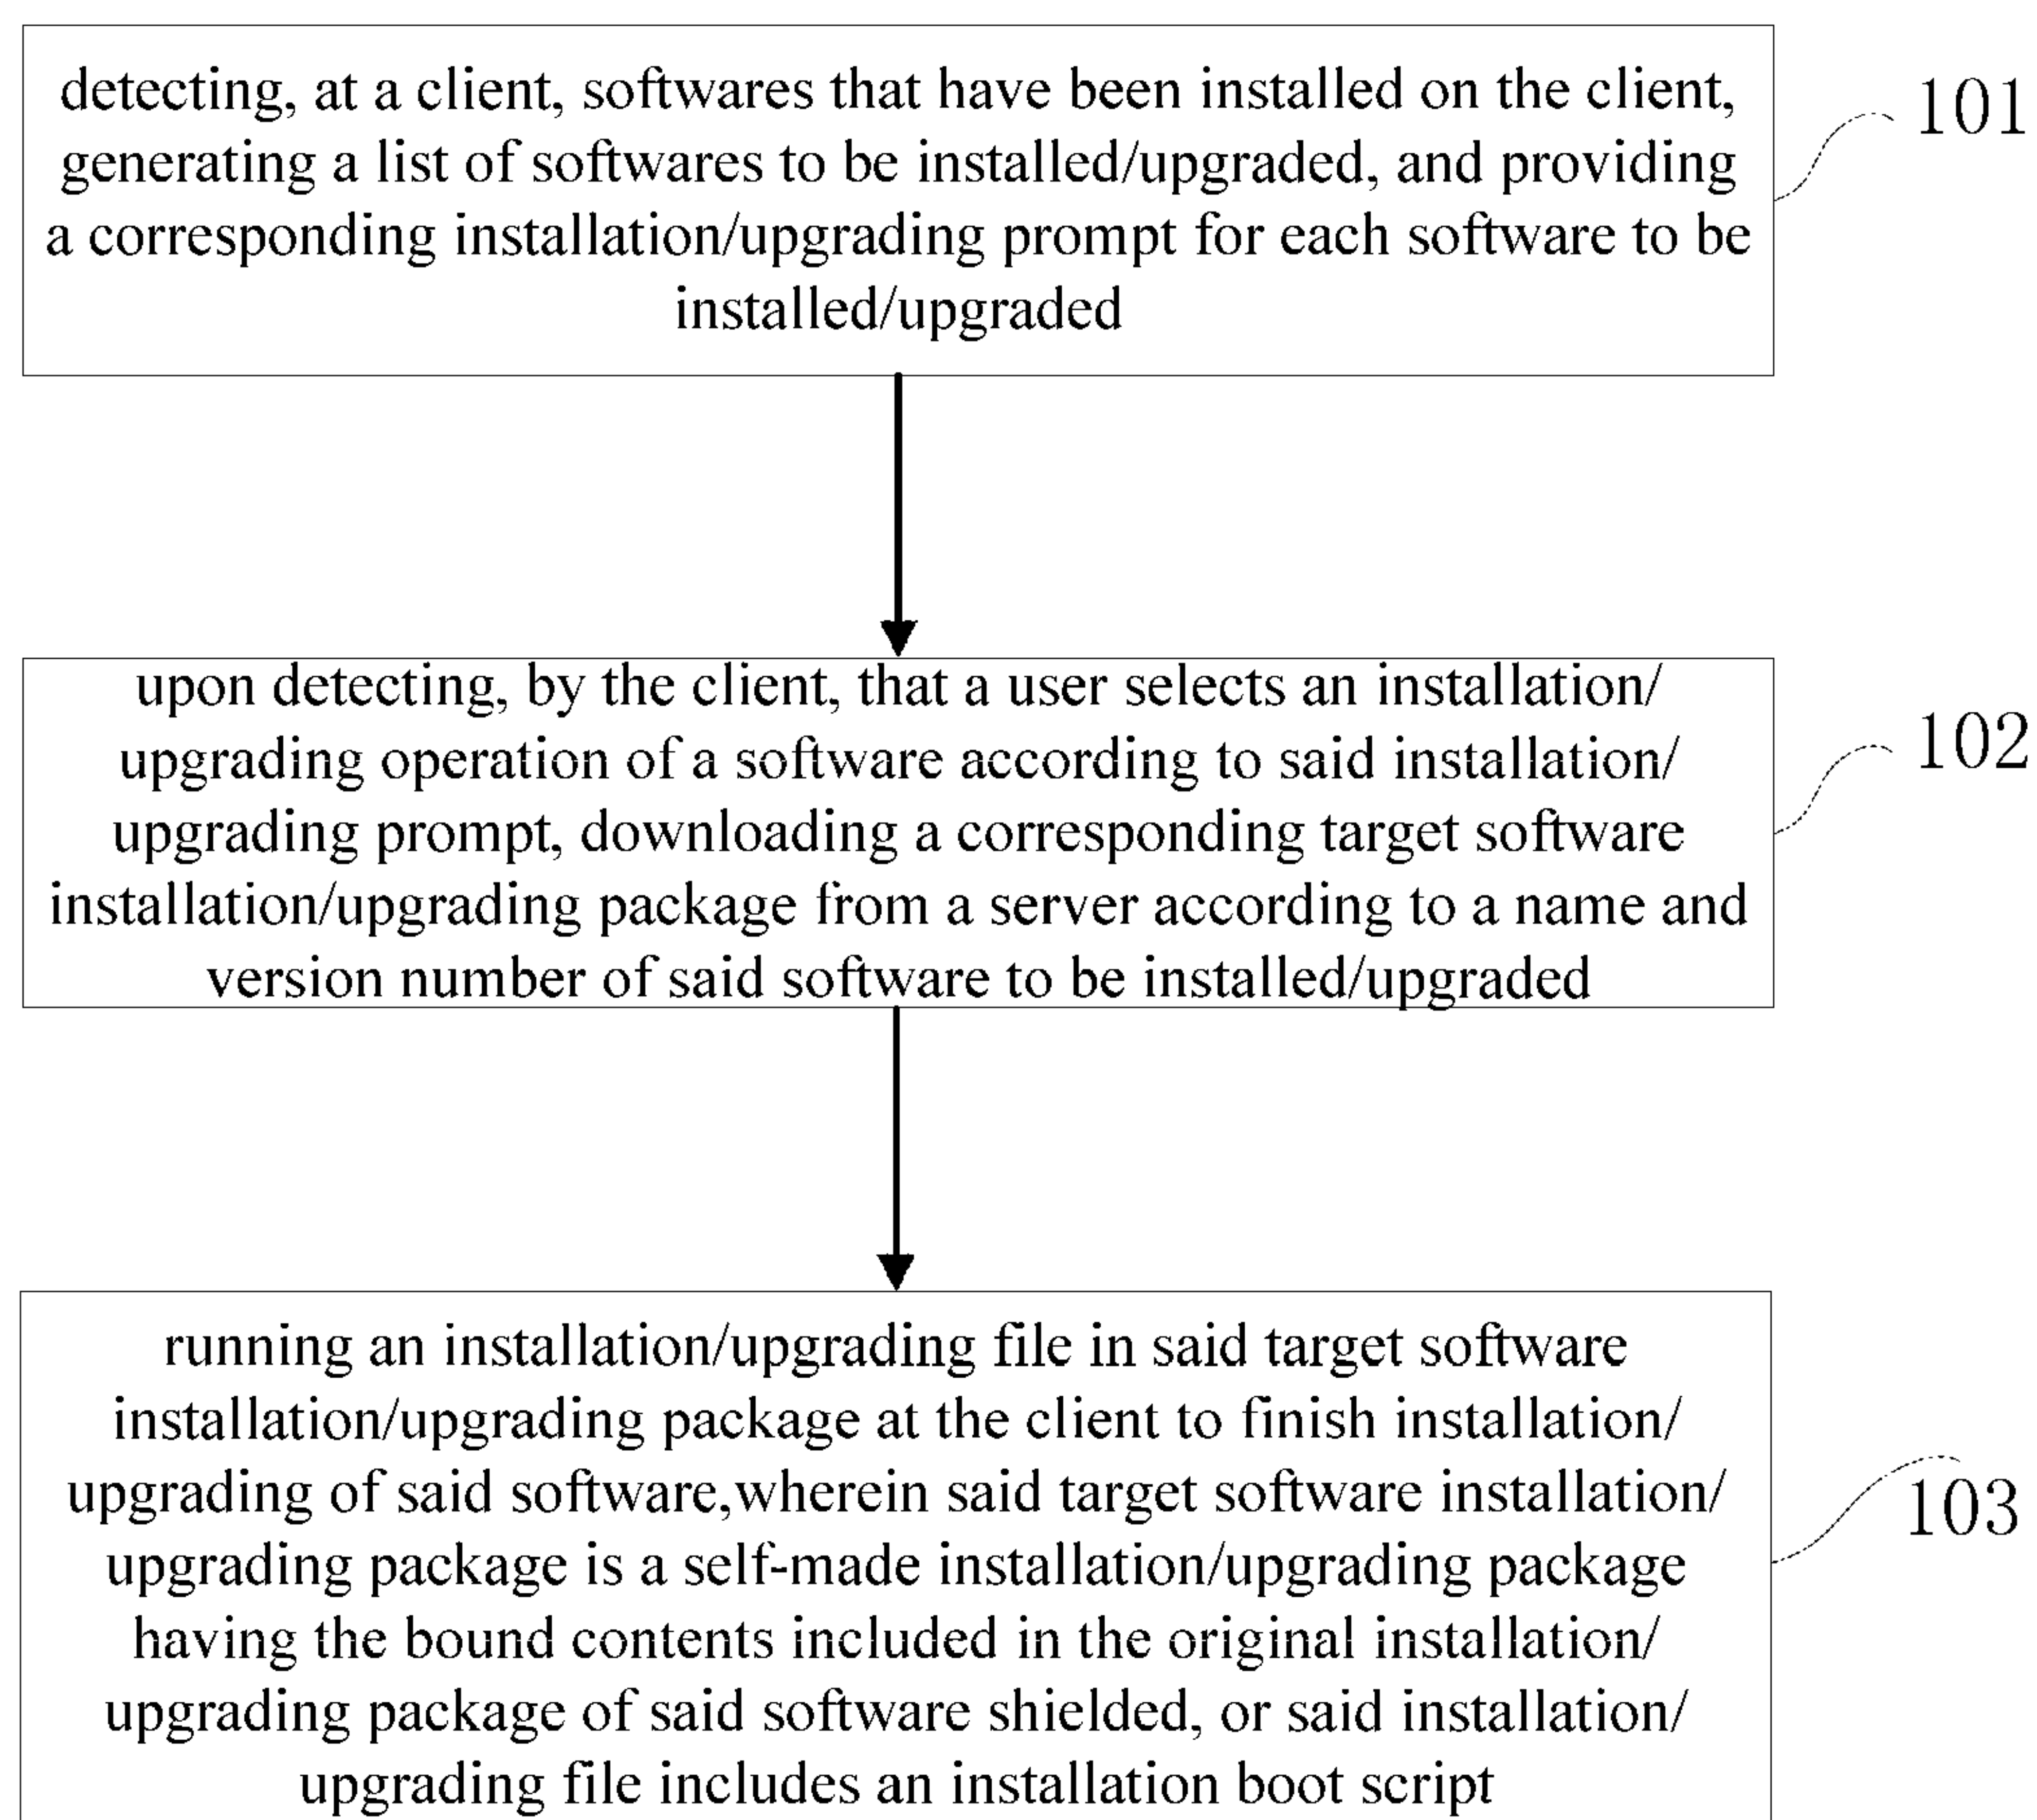 detecting, at a client, softwares that have been installed on the client,
generating a list of softwares to be installed/upgraded, and providing
a corresponding installation/upgrading prompt for each software to be
installed/upgraded
101
upon detecting, by the client, that a user selects an installation/
upgrading operation of a software according to said installation/
upgrading prompt, downloading a corresponding target software
installation/upgrading package from a server according to a name and
version number of said software to be installed/upgraded
102
running an installation/upgrading file in said target software
installation/upgrading package at the client to finish installation/
upgrading of said software,wherein said target software installation/
upgrading package is a self-made installation/upgrading package
having the bound contents included in the original installation/
upgrading package of said software shielded, or said installation/
upgrading file includes an installation boot script
103